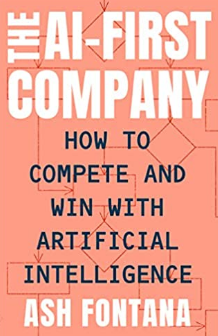 THE AI-FIRST
COMPANY
HOW TO
COMPETE AND
WIN WITH
ARTIFICIAL
INTELLIGENCE
ASH FONTANA